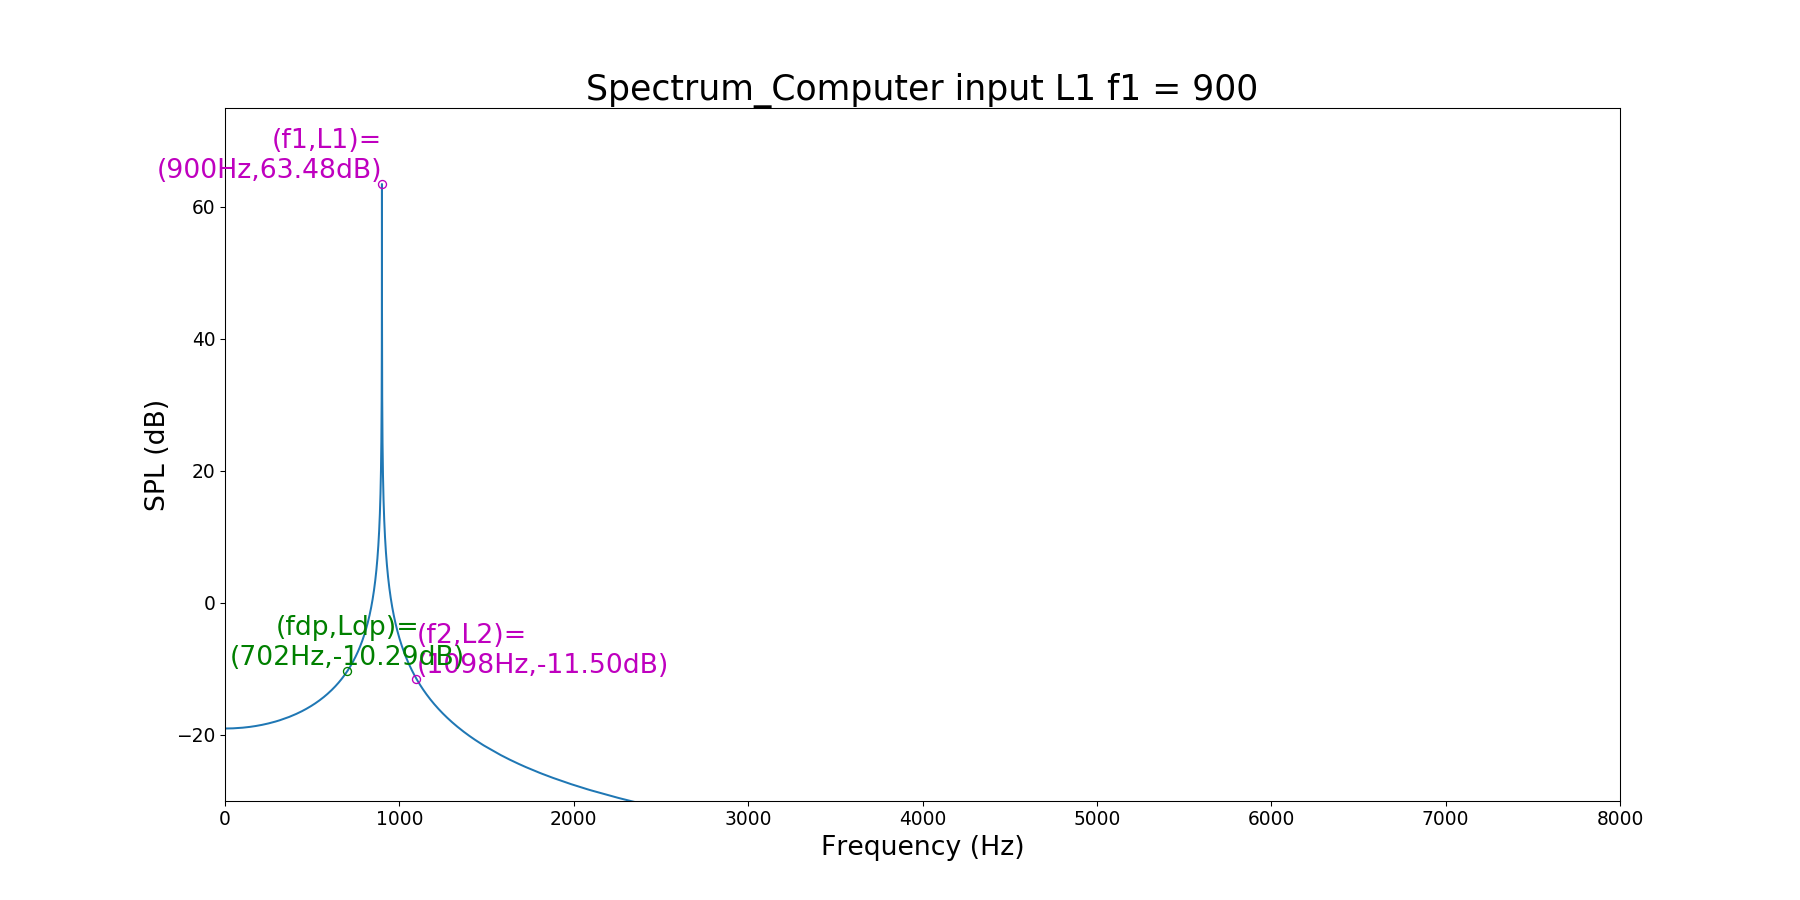 Spectrum_Computer input L1 f1 = 900
(f1,L1)=
(900Hz,63.48dB)
60
40
20
0
−20
SPL (dB)
(fdp,Ldp)=
(702Hz,-10.29dB)
(f2,L2)=
(1098Hz,-11.50dB)
0 1000 2000 3000 4000 5000 6000 7000 8000
Frequency (Hz)